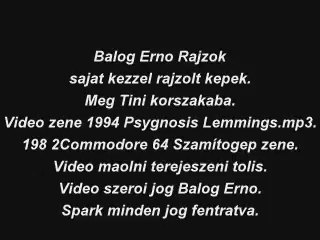 Balog Erno Rajzok
sajat kezzel rajzolt kepek.
Meg Tini korszakaba.
Video zene 1994 Psygnosis Lemmings.mp3.
198 2Commodore 64 Szamítogep zene.
Video maolni terejeszeni tolis.
Video szeroi jog Balog Erno.
Spark minden jog fentratva.